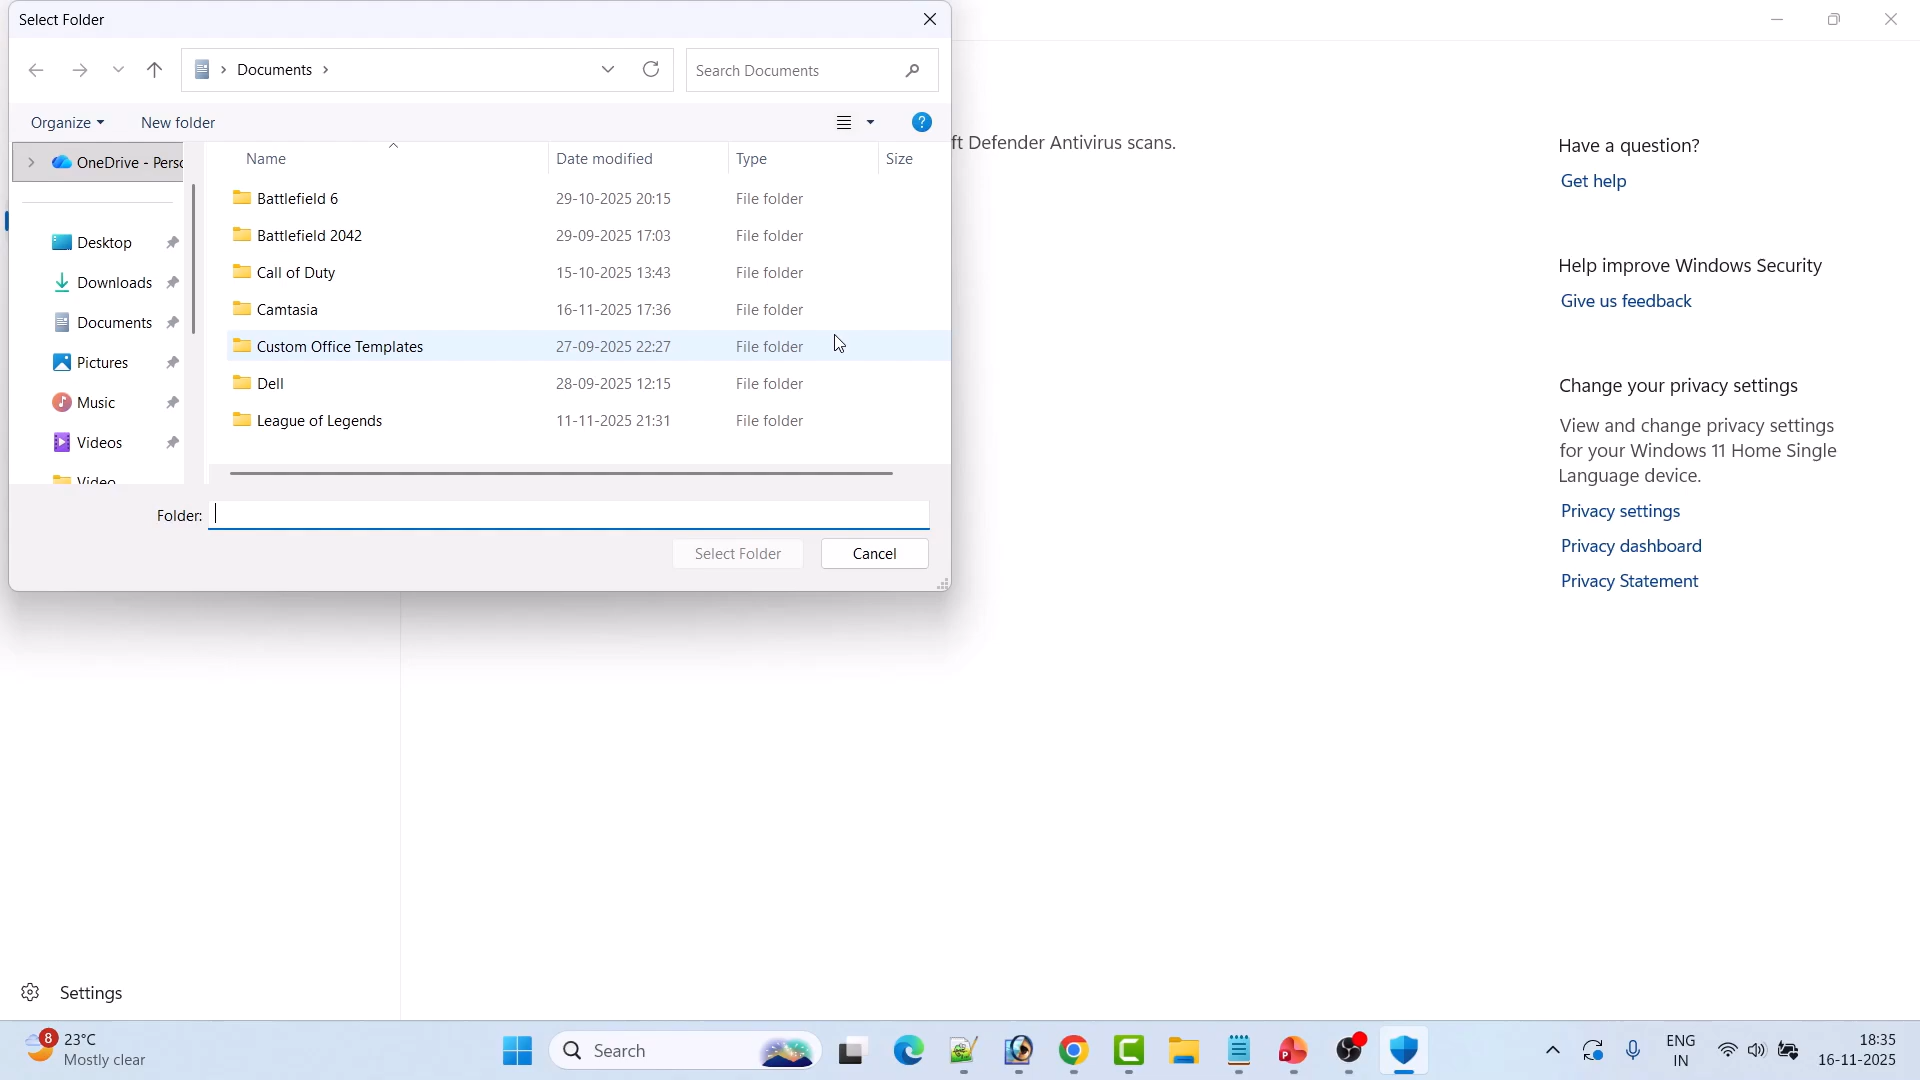 Select Folder
Documents
Search Documents
Organize
New folder
?
Name
Date modified
Type
Size
OneDrive - Perso
Desktop
Downloads
Documents
Pictures
Music
Videos
Video
Battlefield 6 29-10-2025 20:15 File folder
Battlefield 2042 29-09-2025 17:03 File folder
Call of Duty 15-10-2025 13:43 File folder
Camtasia 16-11-2025 17:36 File folder
Custom Office Templates 27-09-2025 22:27 File folder
Dell 28-09-2025 12:15 File folder
League of Legends 11-11-2025 21:31 File folder
Folder:
Select Folder
Cancel
ft Defender Antivirus scans.
Have a question?
Get help
Help improve Windows Security
Give us feedback
Change your privacy settings
View and change privacy settings
for your Windows 11 Home Single
Language device.
Privacy settings
Privacy dashboard
Privacy Statement
Settings
8
23°C
Mostly clear
Search
ENG
IN
18:35
16-11-2025